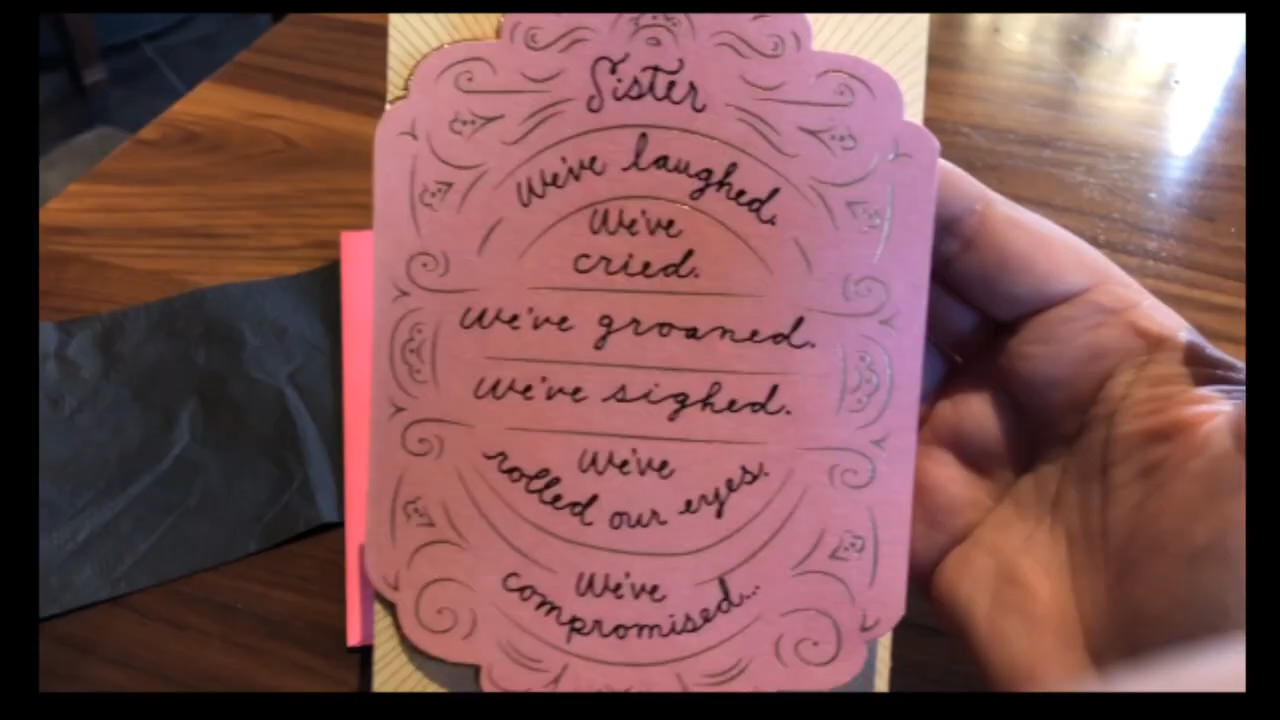 Sister
We've laughed.
We've
cried.
We've groaned.
We've sighed.
We've
rolled our eyes.
We've
compromised...